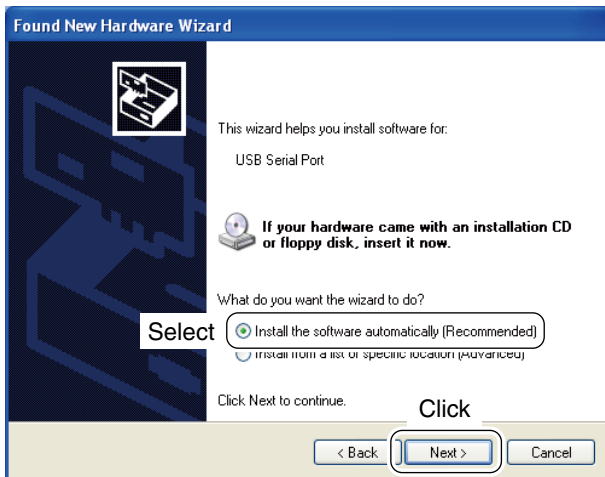 Found New Hardware Wizard
This wizard helps you install software for:
USB Serial Port
If your hardware came with an installation CD
or floppy disk, insert it now.
What do you want the wizard to do?
Select
Install the software automatically (Recommended)
Install from a list or specific location (Advanced)
Click Next to continue.
Click
< Back
Next >
Cancel